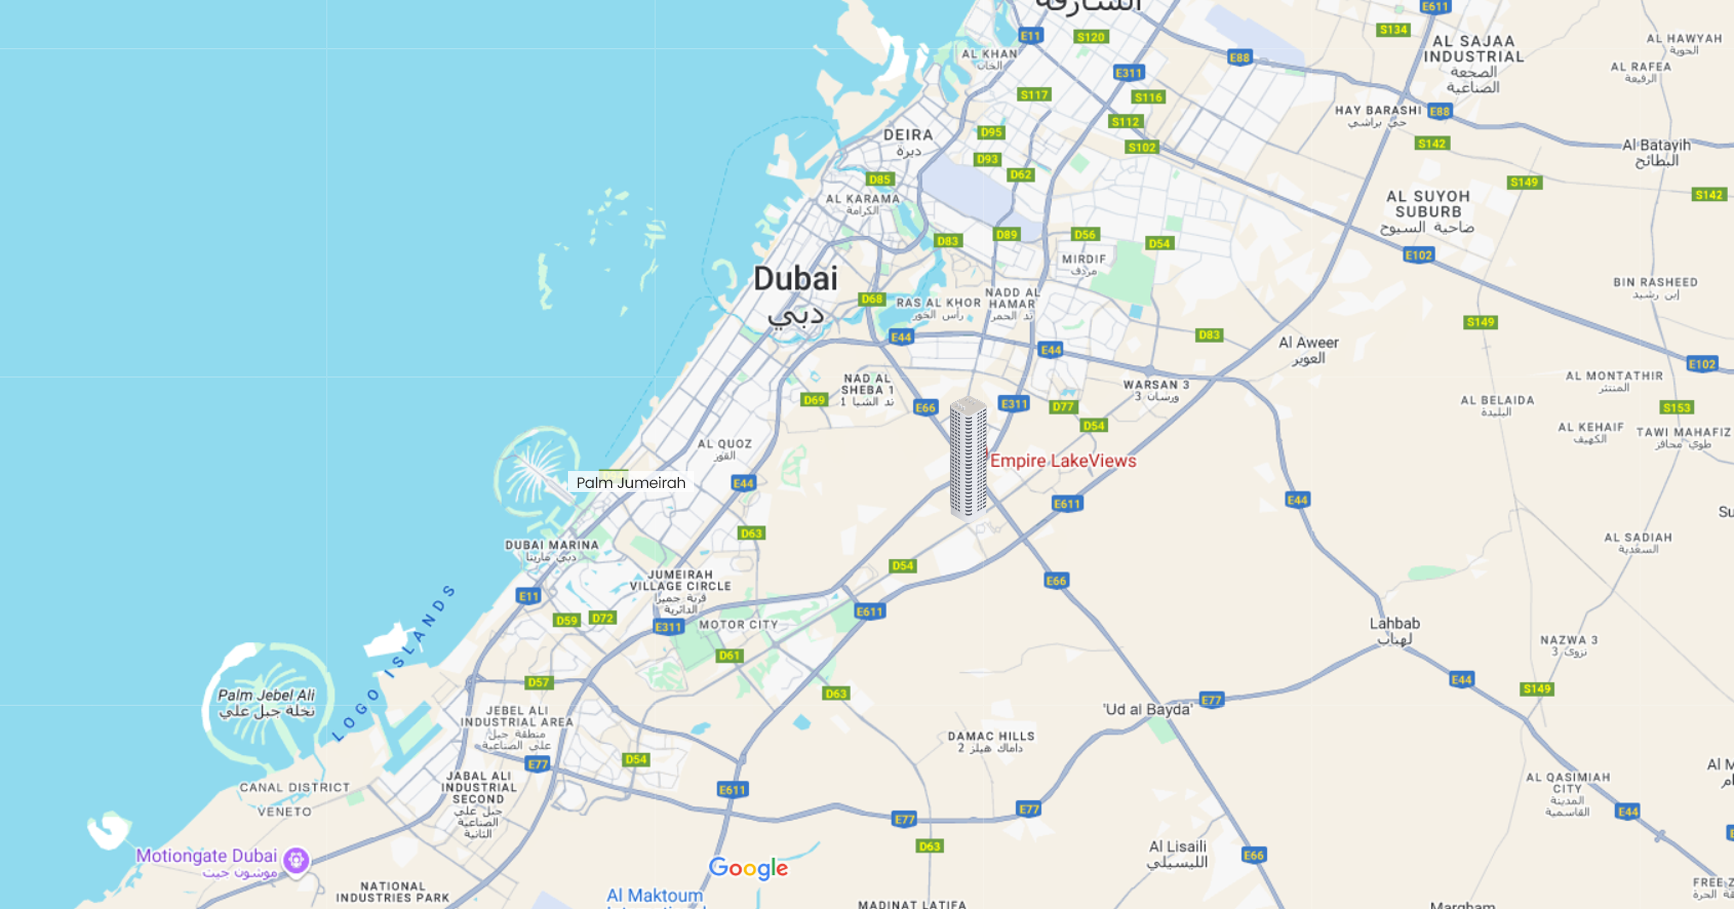 الشارقة
E611
S134
E11
S120
AL KHAN
الخان
E88
E311
AL SAJAA
INDUSTRIAL
الصجعة
الصناعية
AL HAWYAH
الحوية
AL RAFEA
الرفيعة
S117
S116
S112
S102
HAY BARASHI
حي براشي
E88
S142
DEIRA
ديرة
D95
D93
D62
D85
Al Batayih
البطائح
S149
S142
AL KARAMA
الكرامة
AL SUYOH
SUBURB
ضاحية السيوح
D83
D89
D56
D54
E102
MIRDIF
مردف
Dubai
دبي
D68
RAS AL KHOR
رأس الخور
NADD AL
HAMAR
ند الحمر
BIN RASHEED
إبن رشيد
S149
E44
E44
D83
Al Aweer
العوير
E102
NAD AL
SHEBA 1
ند الشبا 1
WARSAN 3
ورسان 3
AL MONTATHIR
المنتثر
D69
E66
E311
D77
D54
AL BELAIDA
البليدة
S153
AL KEHAIF
الكهيف
TAWI MAHAFIZ
طوي محافز
AL QUOZ
القوز
Empire LakeViews
Palm Jumeirah
E44
D63
E611
E44
DUBAI MARINA
دبي مارينا
AL SADIAH
السعدية
JUMEIRAH
VILLAGE CIRCLE
قرية جميرا
الدائرية
D54
E66
E11
D59
D72
E311
MOTOR CITY
E611
D61
Lahbab
لهباب
NAZWA 3
نزوى 3
LOGO ISLANDS
Palm Jebel Ali
نخلة جبل علي
D57
D63
E77
E44
S149
'Ud al Bayda'
JEBEL ALI
INDUSTRIAL AREA
منطقة جبل
علي الصناعية
DAMAC HILLS
2 داماك هيلز
E77
D54
CANAL DISTRICT
VENETO
JABAL ALI
INDUSTRIAL
SECOND
جبل علي
الصناعية
الثانية
E611
E77
E77
AL QASIMIAH
CITY
المدينة
القاسمية
E44
D63
Al Lisaili
الليسيلي
E66
Motiongate Dubai
موشون جيت
Google
NATIONAL
INDUSTRIES PARK
Al Maktoum
MADINAT LATIFA
Margham
FREE Z